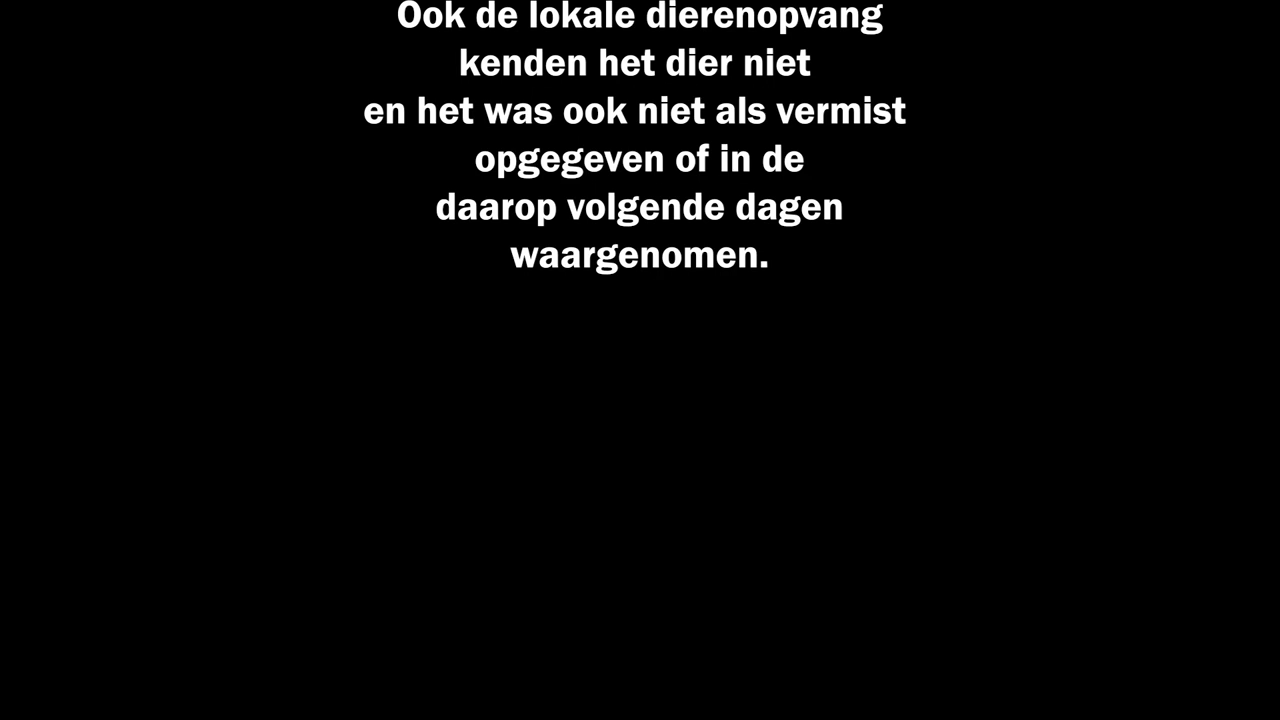 Ook de lokale dierenopvang
kenden het dier niet
en het was ook niet als vermist
opgegeven of in de
daarop volgende dagen
waargenomen.